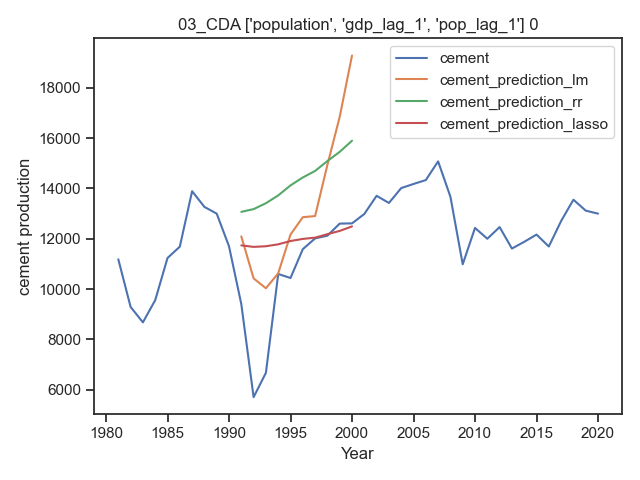 03_CDA ['population', 'gdp_lag_1', 'pop_lag_1'] 0
cement
cement_prediction_lm
cement_prediction_rr
cement_prediction_lasso
cement production
18000
16000
14000
12000
10000
8000
6000
1980
1985
1990
1995
2000
2005
2010
2015
2020
Year